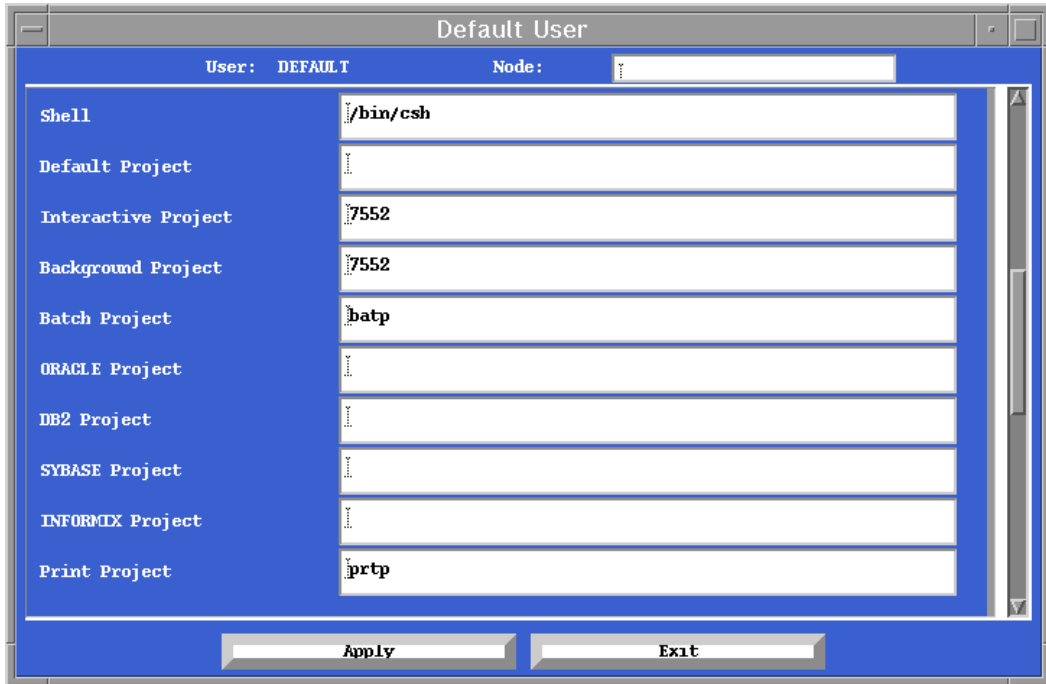 Default User
User: DEFAULT Node:
Shell /bin/csh
Default Project
Interactive Project 7552
Background Project 7552
Batch Project batp
ORACLE Project
DB2 Project
SYBASE Project
INFORMIX Project
Print Project prtp
Apply Exit